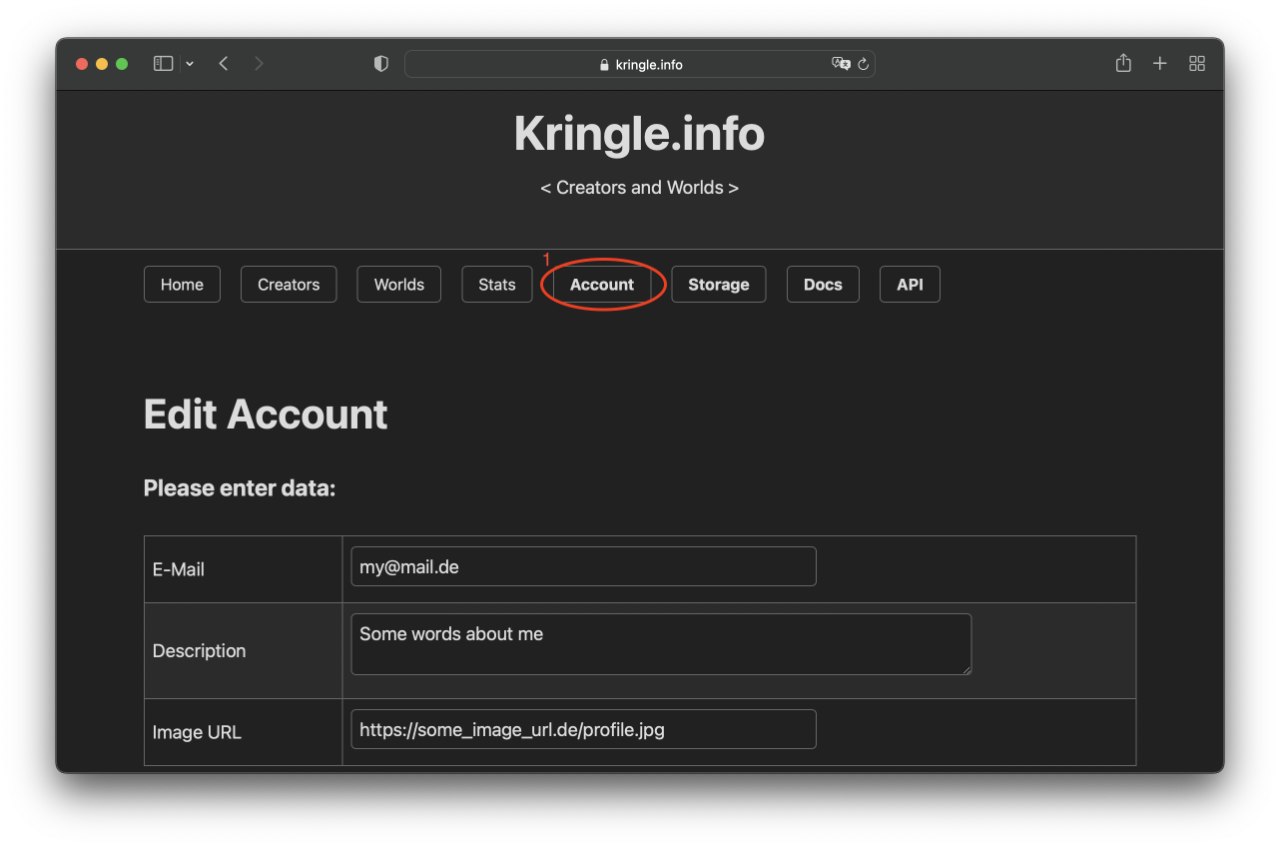 kringle.info
Kringle.info
< Creators and Worlds >
1
Home Creators Worlds Stats Account Storage Docs API
Edit Account
Please enter data:
E-Mail my@mail.de
Description Some words about me
Image URL https://some_image_url.de/profile.jpg